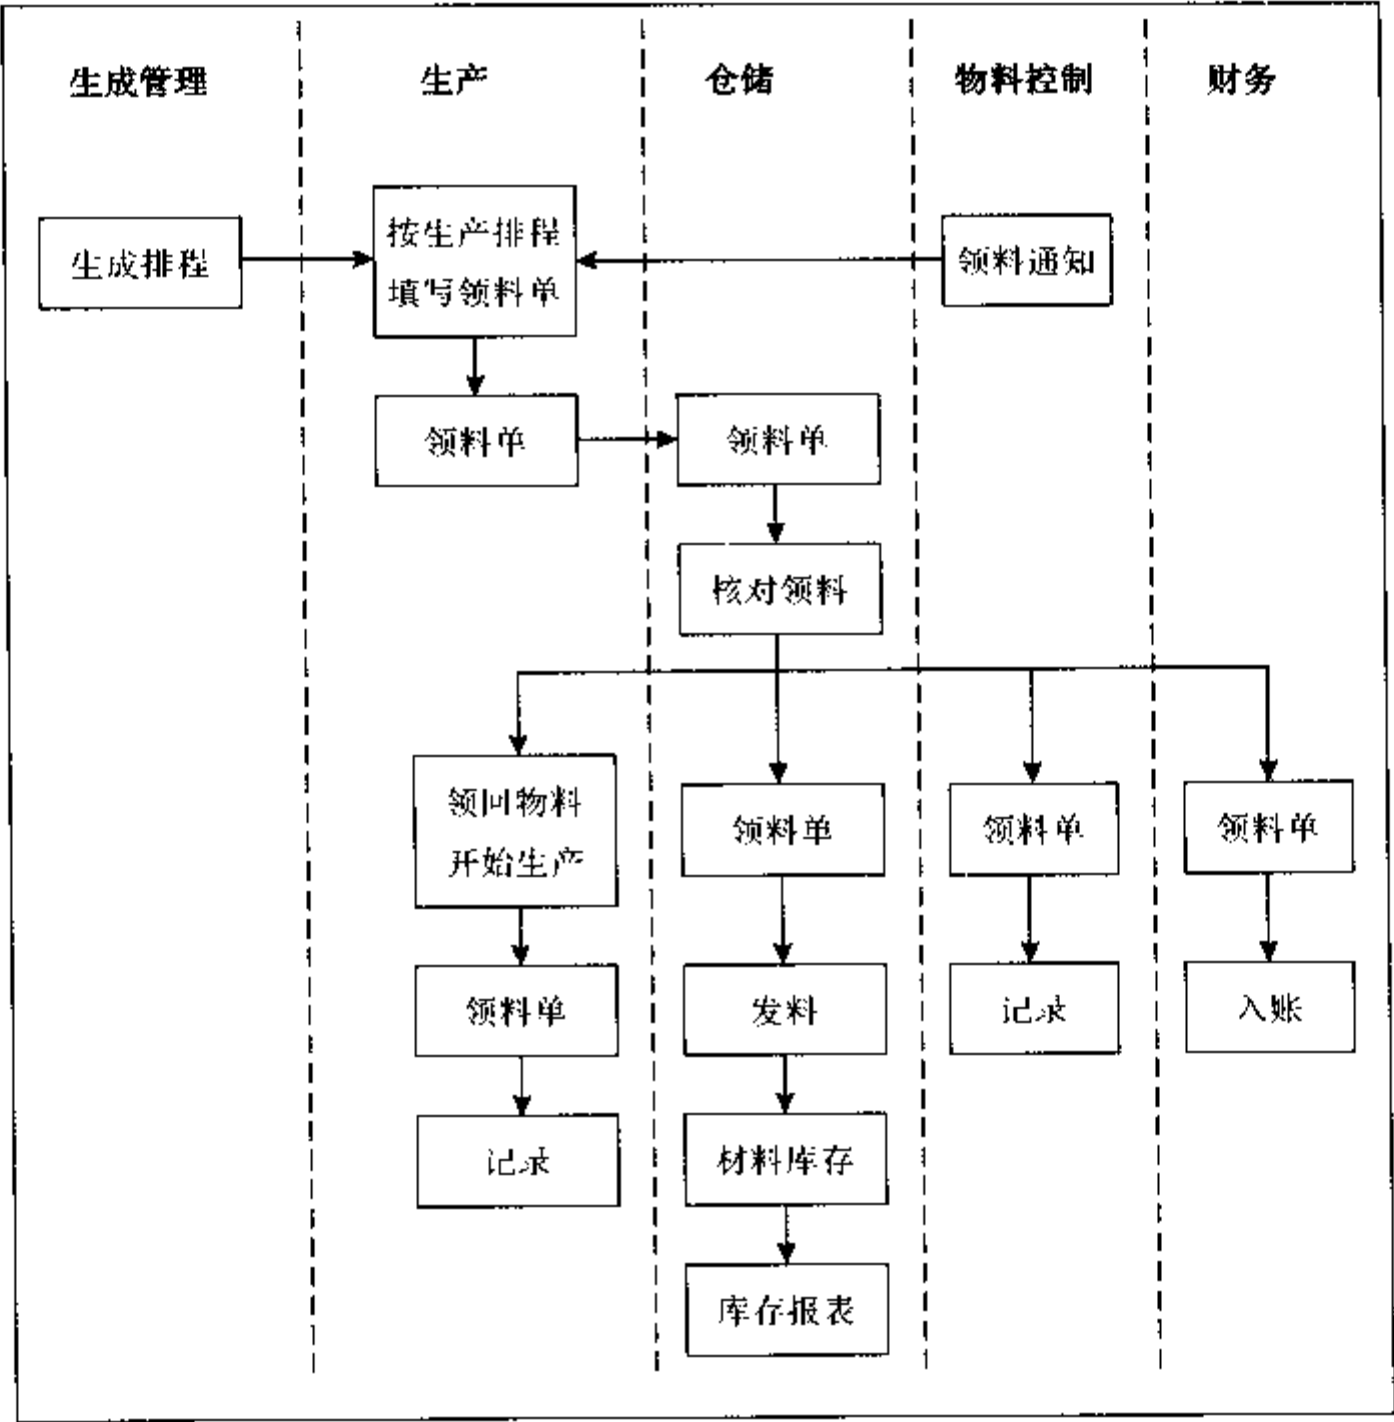 生成管理
生产
仓储
物料控制
财务
生成排程
按生产排程
填写领料单
领料通知
领料单
领料单
核对领料
领回物料
开始生产
领料单
领料单
领料单
领料单
发料
记录
入账
记录
材料库存
库存报表